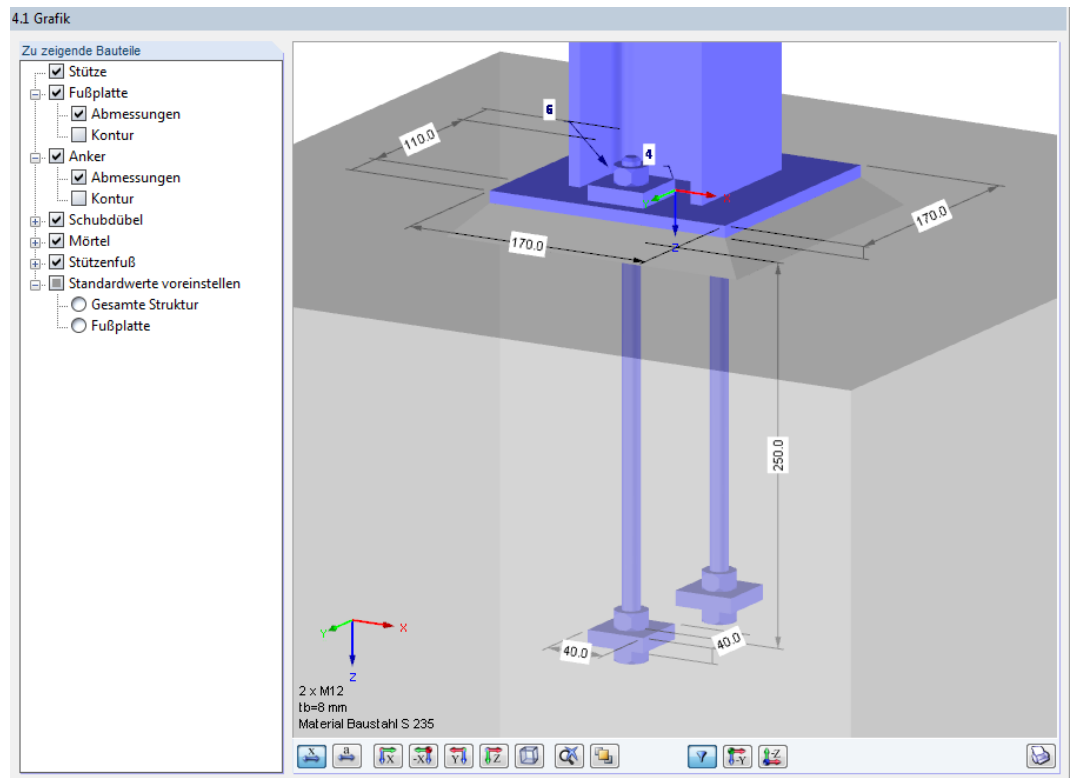 4.1 Grafik
Zu zeigende Bauteile
Stütze
Fußplatte
Abmessungen
Kontur
Anker
Abmessungen
Kontur
Schubdübel
Mörtel
Stützenfuß
Standardwerte voreinstellen
Gesamte Struktur
Fußplatte
6
110.0
4
X
Z
170.0
170.0
250.0
40.0
40.0
Y
X
Z
2 x M12
tb=8 mm
Material Baustahl S 235
x
a
X
-X
Y
Z
-Y
-Z